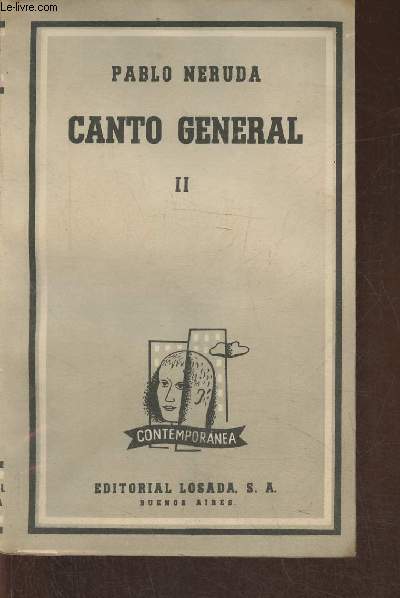 Le-livre.com
PABLO NERUDA
CANTO GENERAL
II
CONTEMPORANEA
EDITORIAL LOSADA, S. A.
BUENOS AIRES